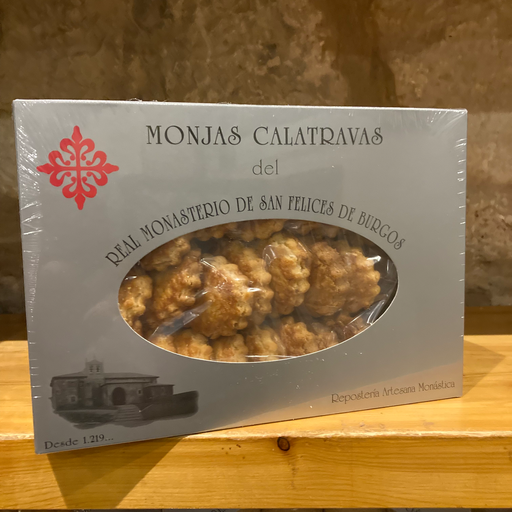 MONJAS CALATRAVAS
del
REAL MONASTERIO DE SAN FELICES DE BURGOS
Repostería Artesana Monástica
Desde 1.219...